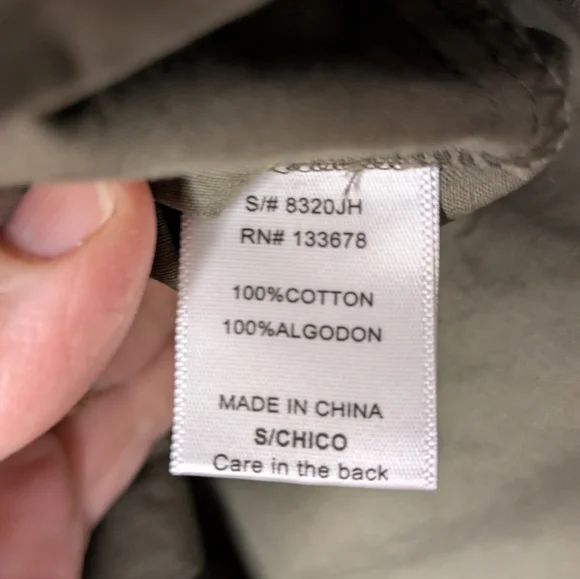 S/# 8320JH
RN# 133678
100%COTTON
100%ALGODON
MADE IN CHINA
S/CHICO
Care in the back